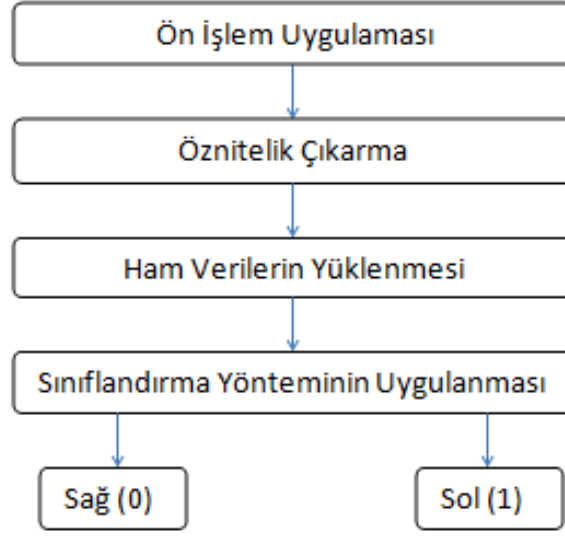 Ön İşlem Uygulaması
Öznitelik Çıkarma
Ham Verilerin Yüklenmesi
Sınıflandırma Yönteminin Uygulanması
Sağ (0)
Sol (1)